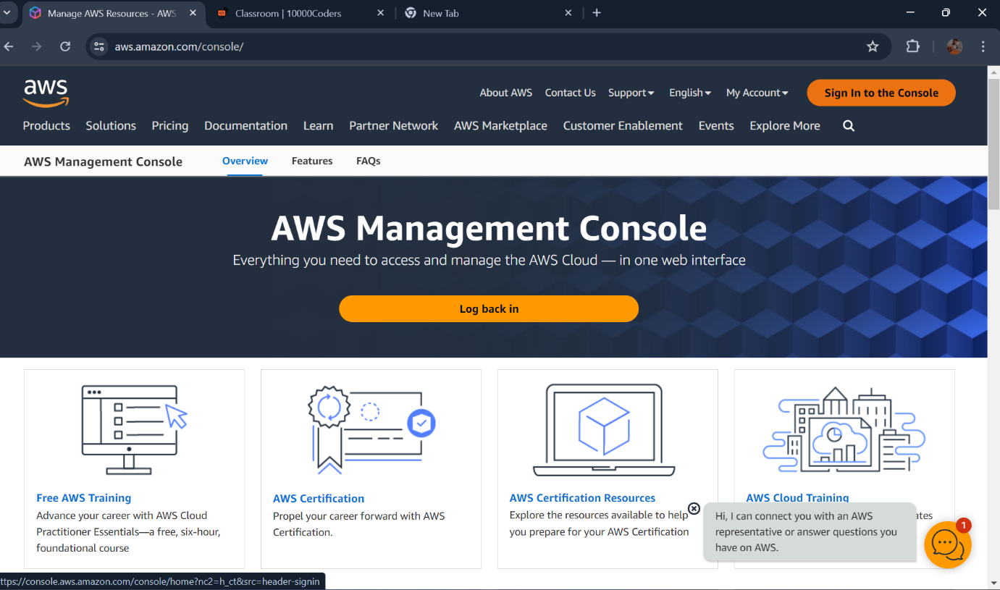 Manage AWS Resources - AWS
Classroom | 10000Coders
New Tab
aws.amazon.com/console/
aws
About AWS
Contact Us
Support
English
My Account
Sign In to the Console
Products
Solutions
Pricing
Documentation
Learn
Partner Network
AWS Marketplace
Customer Enablement
Events
Explore More
AWS Management Console
Overview
Features
FAQs
AWS Management Console
Everything you need to access and manage the AWS Cloud — in one web interface
Log back in
Free AWS Training
Advance your career with AWS Cloud
Practitioner Essentials—a free, six-hour,
foundational course
AWS Certification
Propel your career forward with AWS
Certification.
AWS Certification Resources
Explore the resources available to help
you prepare for your AWS Certification
AWS Cloud Training
ates
Hi, I can connect you with an AWS
representative or answer questions you
have on AWS.
1
ttps://console.aws.amazon.com/console/home?nc2=h_ct&src=header-signin